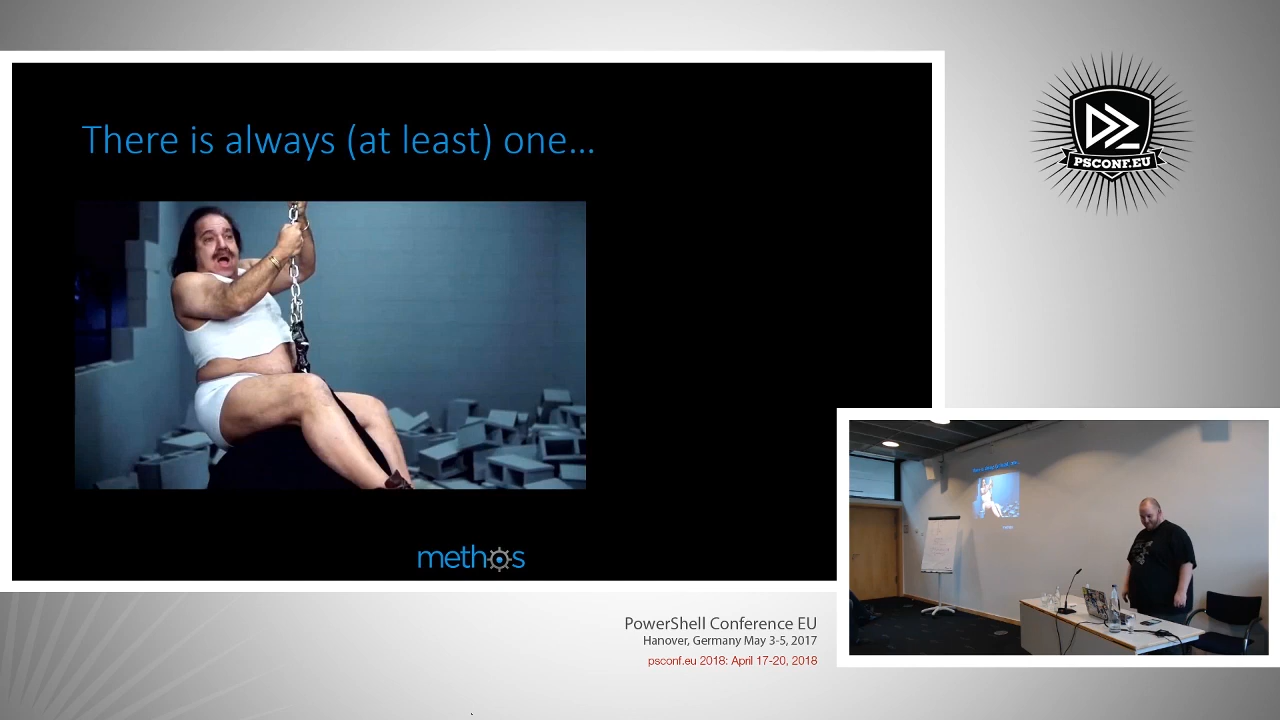 There is always (at least) one...
methos
PSCONF.EU
PowerShell Conference EU
Hanover, Germany May 3-5, 2017
psconf.eu 2018: April 17-20, 2018